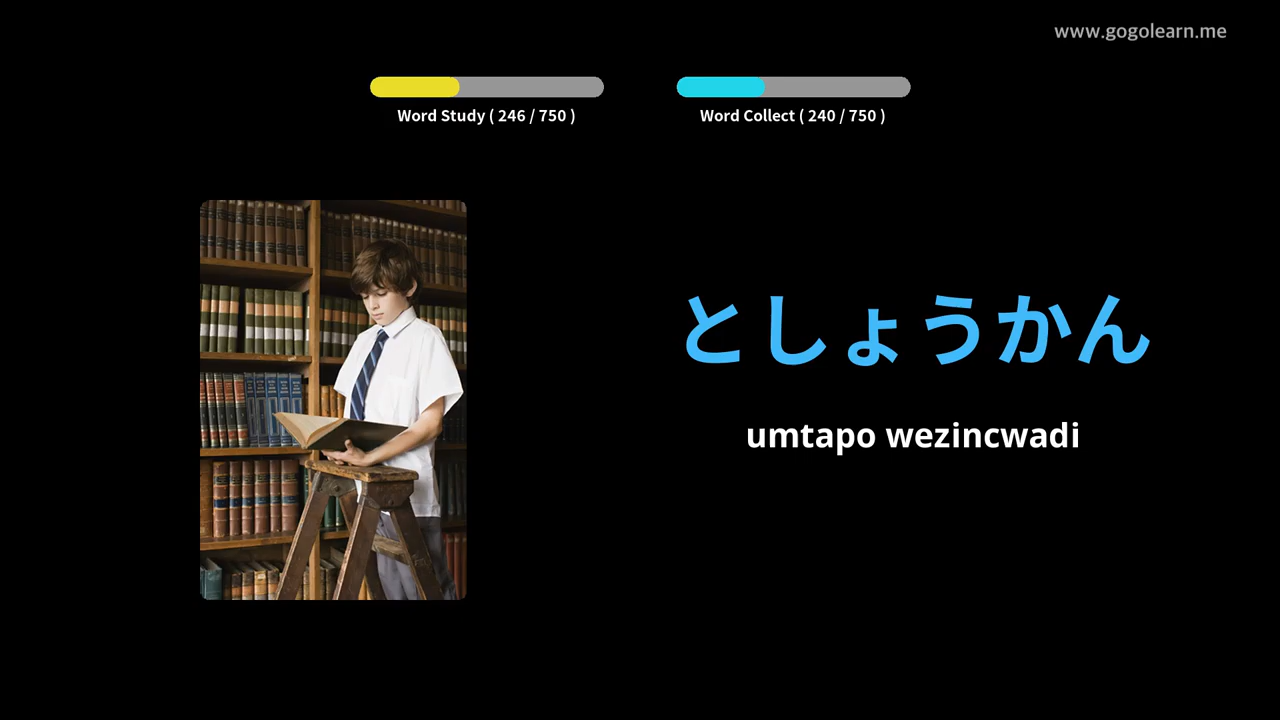 www.gogolearn.me
Word Study ( 246 / 750 )
Word Collect ( 240 / 750 )
としょうかん
umtapo wezincwadi